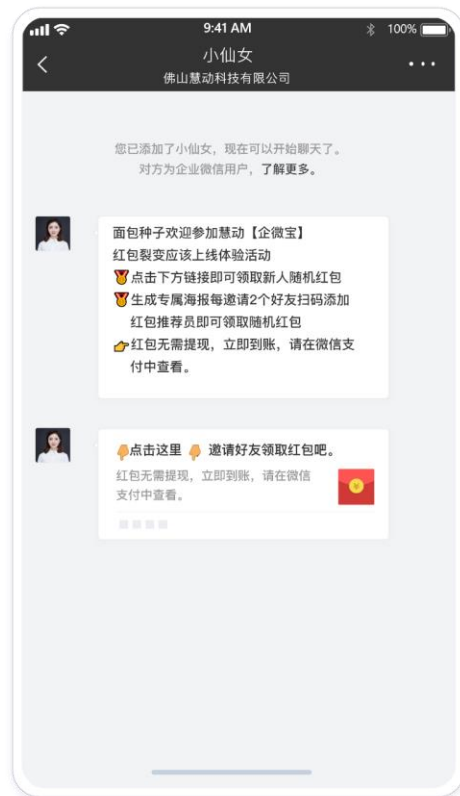 9:41 AM
100%
小仙女
佛山慧动科技有限公司
您已添加了小仙女，现在可以开始聊天了。
对方为企业微信用户，了解更多。
面包种子欢迎参加慧动【企微宝】
红包裂变应该上线体验活动
🏅点击下方链接即可领取新人随机红包
🏅生成专属海报每邀请2个好友扫码添加
红包推荐员即可领取随机红包
👉红包无需提现，立即到账，请在微信支
付中查看。
👇点击这里👇 邀请好友领取红包吧。
红包无需提现，立即到账，请在微信
支付中查看。